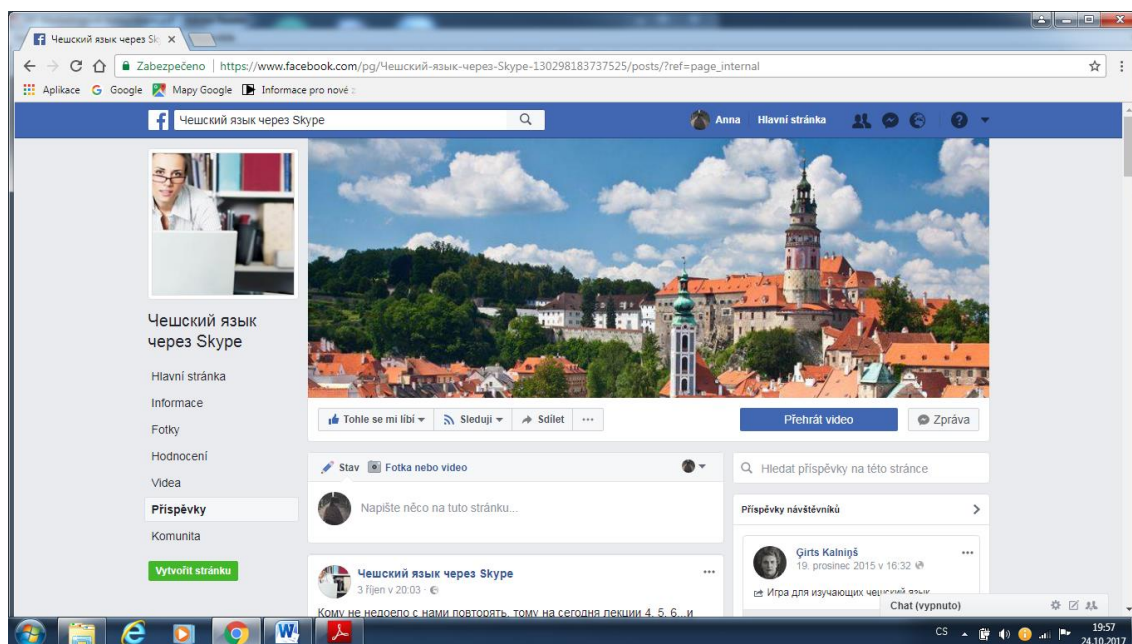 Чешский язык через Sk
Zabezpečeno | https://www.facebook.com/pg/Чешский-язык-через-Skype-130298183737525/posts/?ref=page_internal
Aplikace Google Mapy Google Informace pro nové
Чешский язык через Skype
Anna Hlavní stránka
Чешский язык
через Skype
Hlavní stránka
Informace
Fotky
Hodnocení
Videa
Příspěvky
Komunita
Vytvořit stránku
Tohle se mi líbí Sleduji Sdílet ...
Přehrát video Zpráva
Stav Fotka nebo video
Napište něco na tuto stránku...
Чешский язык через Skype
3 říjen v 20:03 ·
Кому не недоело с нами повторять, тому на сегодня лекции 4, 5, 6...и
Hledat příspěvky na této stránce
Příspěvky návštěvníků
Ģirts Kalniņš
19. prosinec 2015 v 16:32
Игра для изучающих чешский язык
Chat (vypnuto)
CS
19:57
24.10.2017